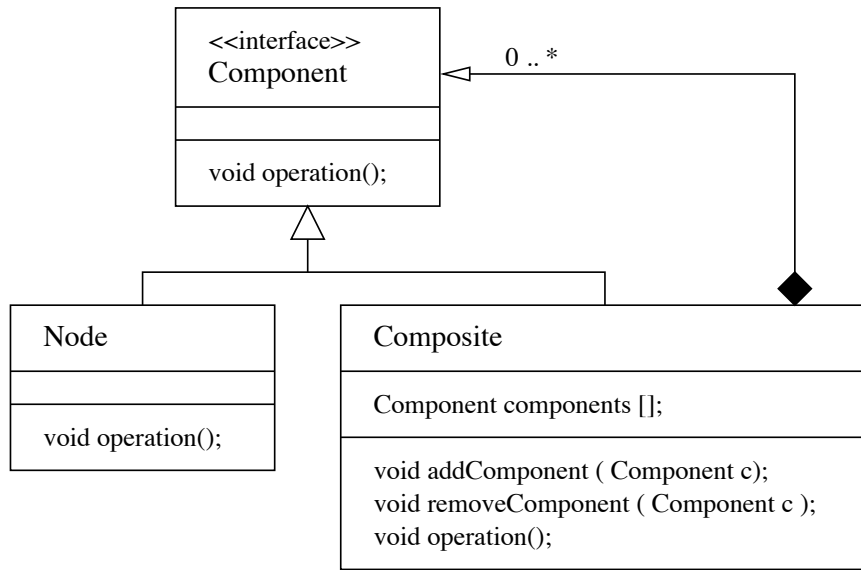 <<interface>>
Component
0 .. *
void operation();
Node
void operation();
Composite
Component components [];
void addComponent ( Component c);
void removeComponent ( Component c );
void operation();